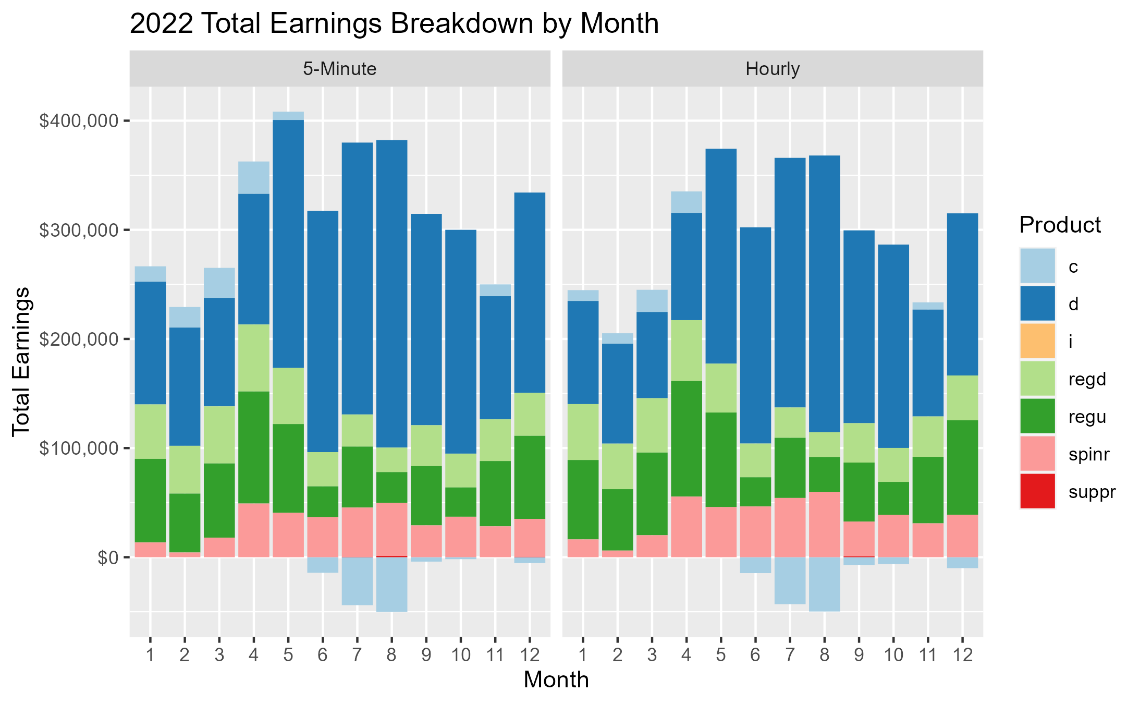 2022 Total Earnings Breakdown by Month
5-Minute
Hourly
Total Earnings
$400,000
$300,000
$200,000
$100,000
$0
1 2 3 4 5 6 7 8 9 10 11 12
1 2 3 4 5 6 7 8 9 10 11 12
Month
Product
c
d
i
regd
regu
spinr
suppr